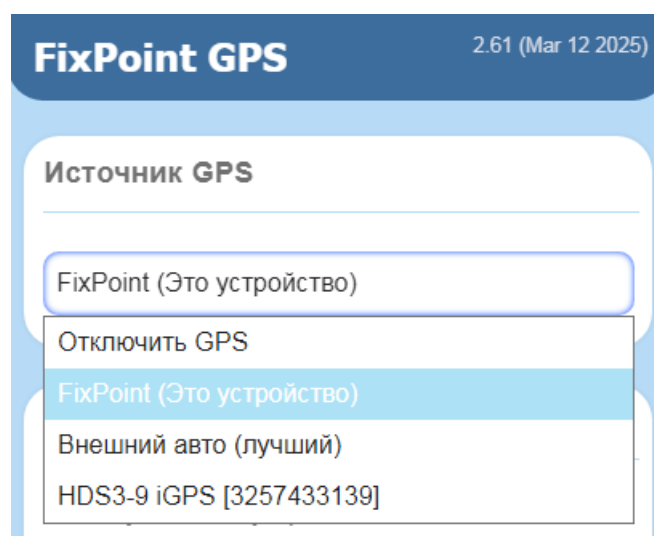 FixPoint GPS
2.61 (Mar 12 2025)
Источник GPS
FixPoint (Это устройство)
Отключить GPS
FixPoint (Это устройство)
Внешний авто (лучший)
HDS3-9 iGPS [3257433139]